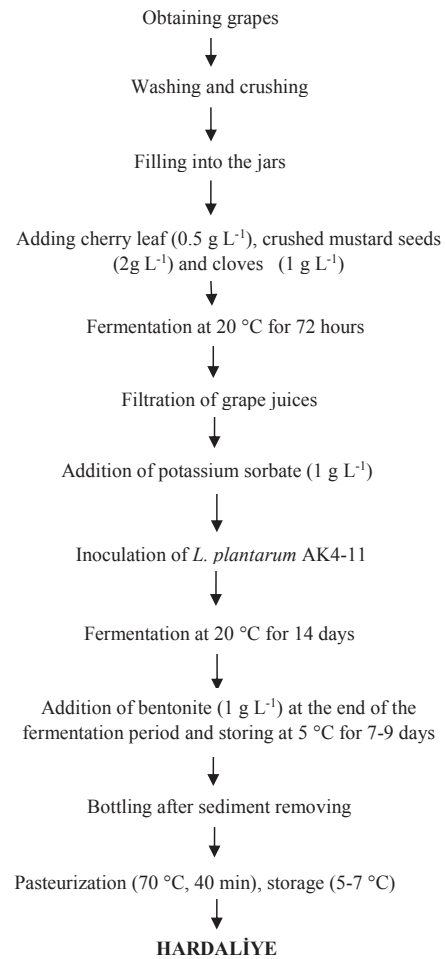 Obtaining grapes
Washing and crushing
Filling into the jars
Adding cherry leaf (0.5 g L⁻¹), crushed mustard seeds
(2g L⁻¹) and cloves (1 g L⁻¹)
Fermentation at 20 °C for 72 hours
Filtration of grape juices
Addition of potassium sorbate (1 g L⁻¹)
Inoculation of L. plantarum AK4-11
Fermentation at 20 °C for 14 days
Addition of bentonite (1 g L⁻¹) at the end of the
fermentation period and storing at 5 °C for 7-9 days
Bottling after sediment removing
Pasteurization (70 °C, 40 min), storage (5-7 °C)
HARDALİYE